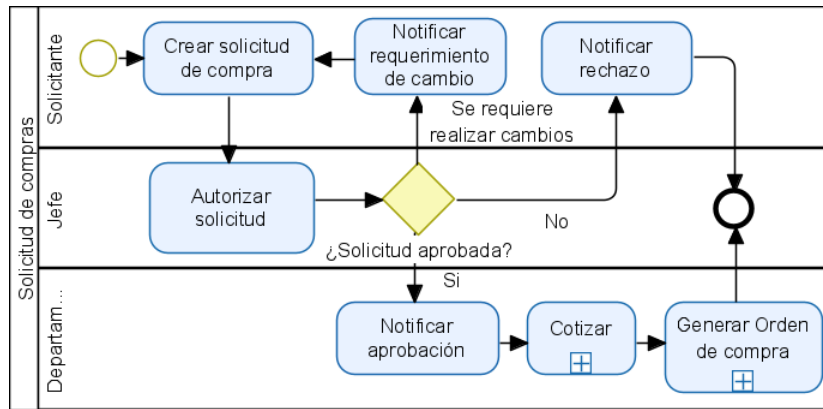 Solicitud de compras
Solicitante
Crear solicitud
de compra
Notificar
requerimiento
de cambio
Notificar
rechazo
Se requiere
realizar cambios
Jefe
Autorizar
solicitud
¿Solicitud aprobada?
No
Si
Departam...
Notificar
aprobación
Cotizar
Generar Orden
de compra